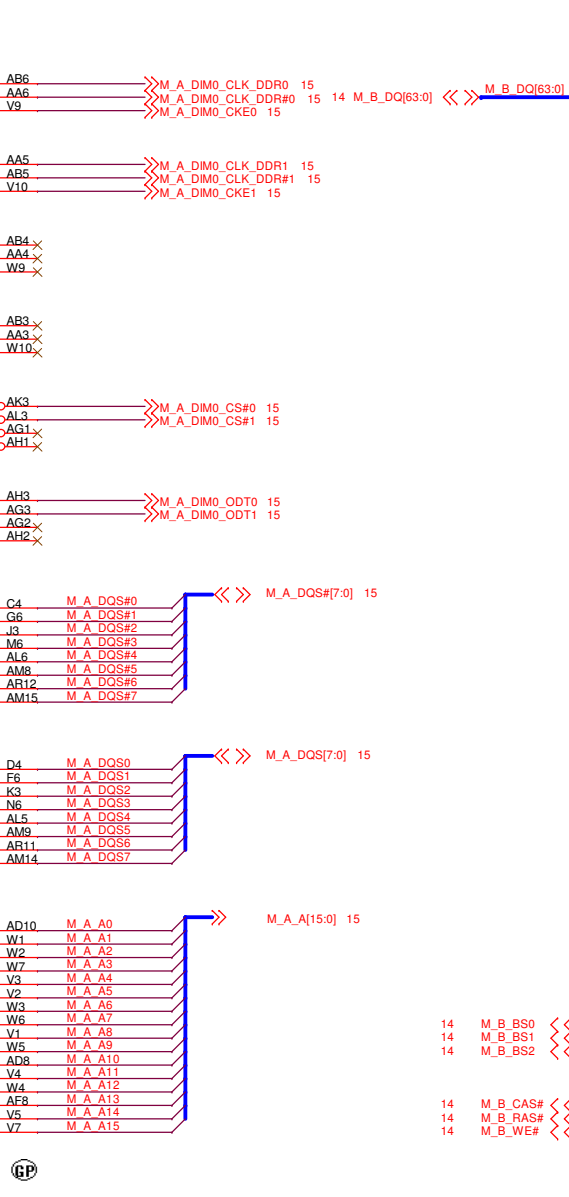 AB6 M_A_DIM0_CLK_DDR0 15
AA6 M_A_DIM0_CLK_DDR#0 15
V9 M_A_DIM0_CKE0 15
14 M_B_DQ[63:0] M_B_DQ[63:0]
AA5 M_A_DIM0_CLK_DDR1 15
AB5 M_A_DIM0_CLK_DDR#1 15
V10 M_A_DIM0_CKE1 15
AB4
AA4
W9
AB3
AA3
W10
AK3 M_A_DIM0_CS#0 15
AL3 M_A_DIM0_CS#1 15
AG1
AH1
AH3 M_A_DIM0_ODT0 15
AG3 M_A_DIM0_ODT1 15
AG2
AH2
M_A_DQS#[7:0] 15
C4 M_A_DQS#0
G6 M_A_DQS#1
J3 M_A_DQS#2
M6 M_A_DQS#3
AL6 M_A_DQS#4
AM8 M_A_DQS#5
AR12 M_A_DQS#6
AM15 M_A_DQS#7
M_A_DQS[7:0] 15
D4 M_A_DQS0
F6 M_A_DQS1
K3 M_A_DQS2
N6 M_A_DQS3
AL5 M_A_DQS4
AM9 M_A_DQS5
AR11 M_A_DQS6
AM14 M_A_DQS7
M_A_A[15:0] 15
AD10 M_A_A0
W1 M_A_A1
W2 M_A_A2
W7 M_A_A3
V3 M_A_A4
V2 M_A_A5
W3 M_A_A6
W6 M_A_A7
V1 M_A_A8
W5 M_A_A9
AD8 M_A_A10
V4 M_A_A11
W4 M_A_A12
AF8 M_A_A13
V5 M_A_A14
V7 M_A_A15
14 M_B_BS0
14 M_B_BS1
14 M_B_BS2
14 M_B_CAS#
14 M_B_RAS#
14 M_B_WE#
GP